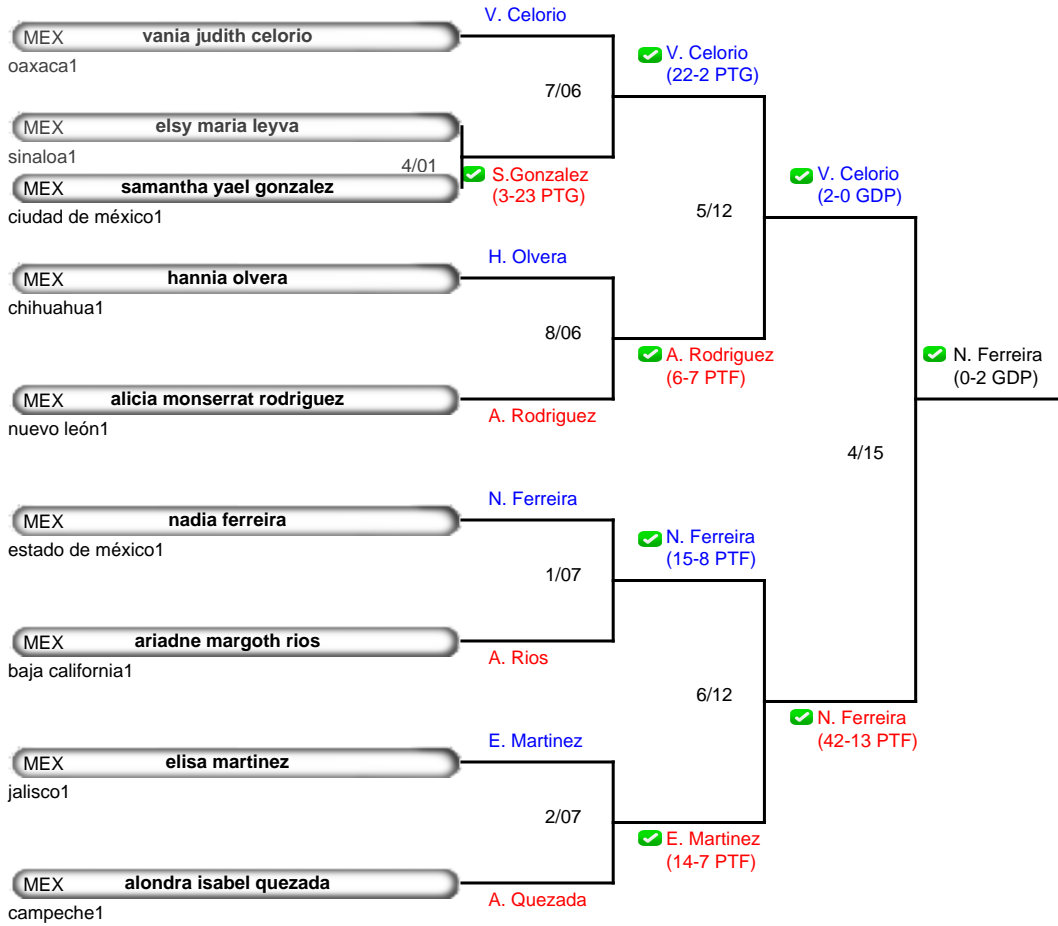 V. Celorio
MEX vania judith celorio
oaxaca1
V. Celorio
(22-2 PTG)
7/06
MEX elsy maria leyva
sinaloa1
4/01
S.Gonzalez
(3-23 PTG)
MEX samantha yael gonzalez
ciudad de méxico1
V. Celorio
(2-0 GDP)
5/12
H. Olvera
MEX hannia olvera
chihuahua1
8/06
A. Rodriguez
(6-7 PTF)
MEX alicia monserrat rodriguez
nuevo león1
A. Rodriguez
N. Ferreira
(0-2 GDP)
4/15
N. Ferreira
MEX nadia ferreira
estado de méxico1
N. Ferreira
(15-8 PTF)
1/07
MEX ariadne margoth rios
baja california1
A. Rios
6/12
N. Ferreira
(42-13 PTF)
E. Martinez
MEX elisa martinez
jalisco1
2/07
E. Martinez
(14-7 PTF)
MEX alondra isabel quezada
campeche1
A. Quezada